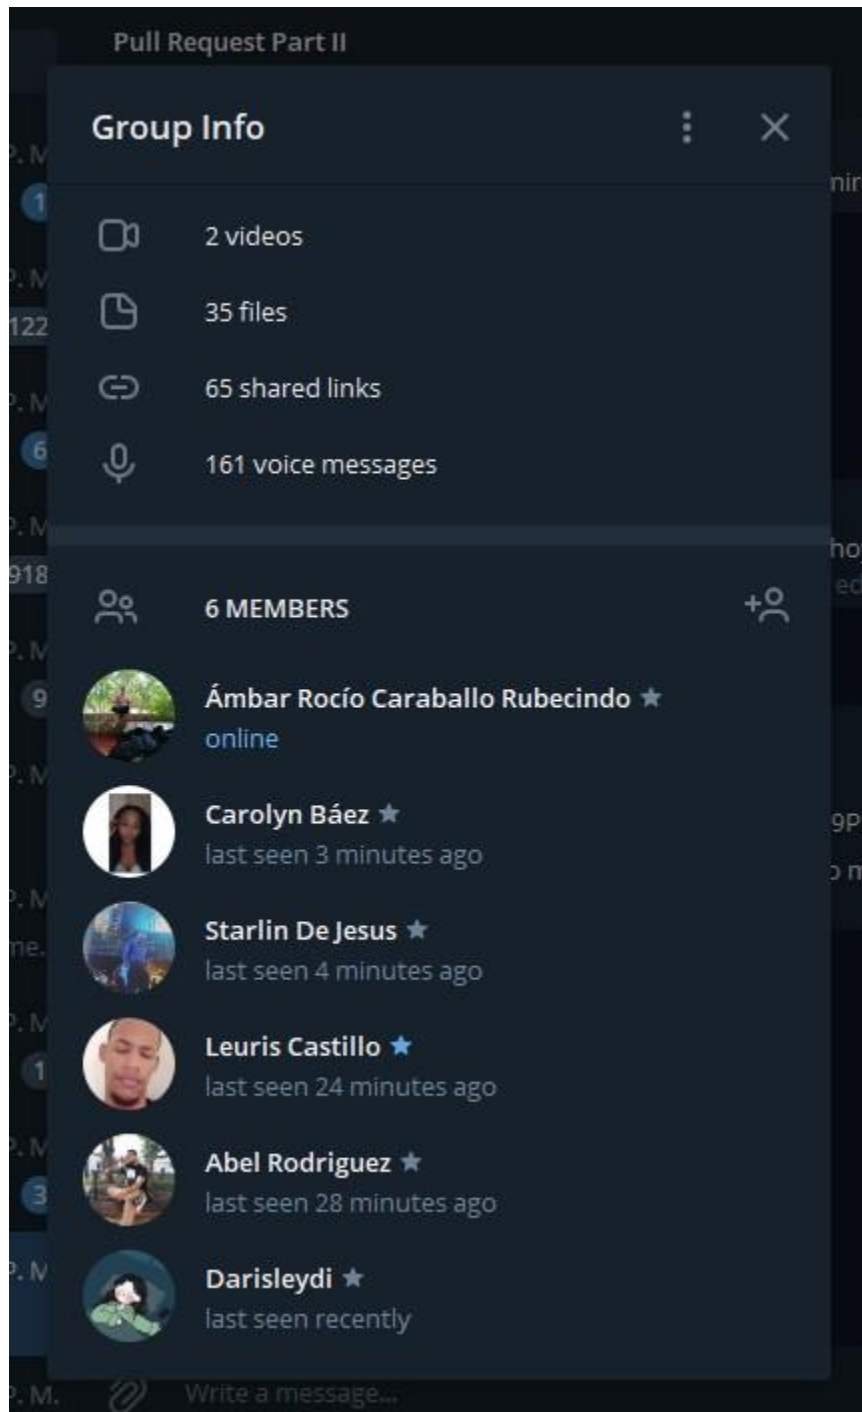 Pull Request Part II
Group Info
2 videos
35 files
65 shared links
161 voice messages
6 MEMBERS
Ámbar Rocío Caraballo Rubecindo
online
Carolyn Báez
last seen 3 minutes ago
Starlin De Jesus
last seen 4 minutes ago
Leuris Castillo
last seen 24 minutes ago
Abel Rodriguez
last seen 28 minutes ago
Darisleydi
last seen recently
P. M.
Write a message...